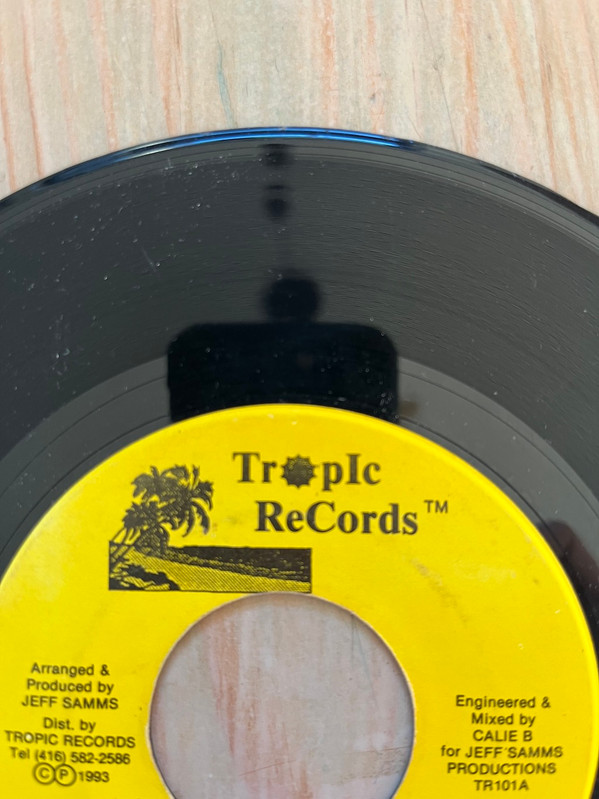 TropIc
ReCords™
Arranged &
Produced by
JEFF SAMMS
Dist. by
TROPIC RECORDS
Tel (416) 582-2586
©Ⓟ1993
Engineered &
Mixed by
CALIE B
for JEFF SAMMS
PRODUCTIONS
TR101A